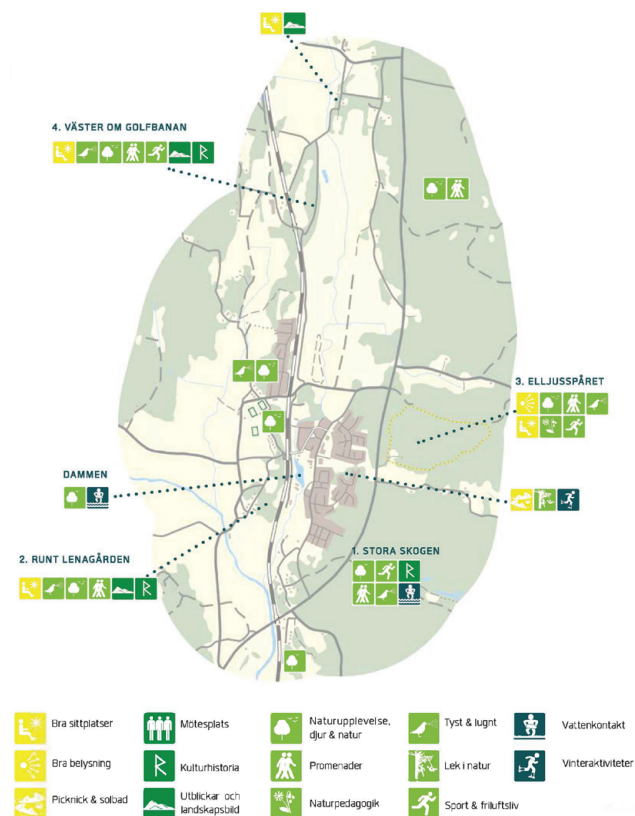 4. VÄSTER OM GOLFBANAN
3. ELLJUSSPÅRET
DAMMEN
1. STORA SKOGEN
2. RUNT LENAGÅRDEN
Bra sittplatser
Mötesplats
Naturupplevelse,
djur & natur
Tyst & lugnt
Vattenkontakt
Bra belysning
Kulturhistoria
Promenader
Lek i natur
Vinteraktiviteter
Picknick & solbad
Utblickar och
landskapsbild
Naturpedagogik
Sport & friluftsliv